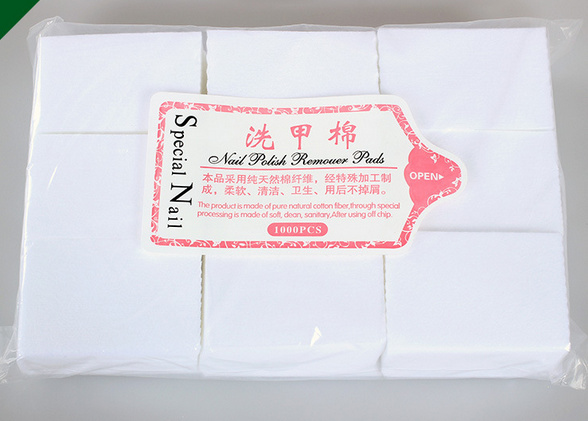 Special Nail
洗甲棉
Nail Polish Remouer Pads
本品采用纯天然棉纤维，经特殊加工制
成，柔软、清洁、卫生、用后不掉屑。
The product is made of pure natural cotton fiber,through special
processing is made of soft, dean, sanitary,After using off chip.
1000PCS
OPEN